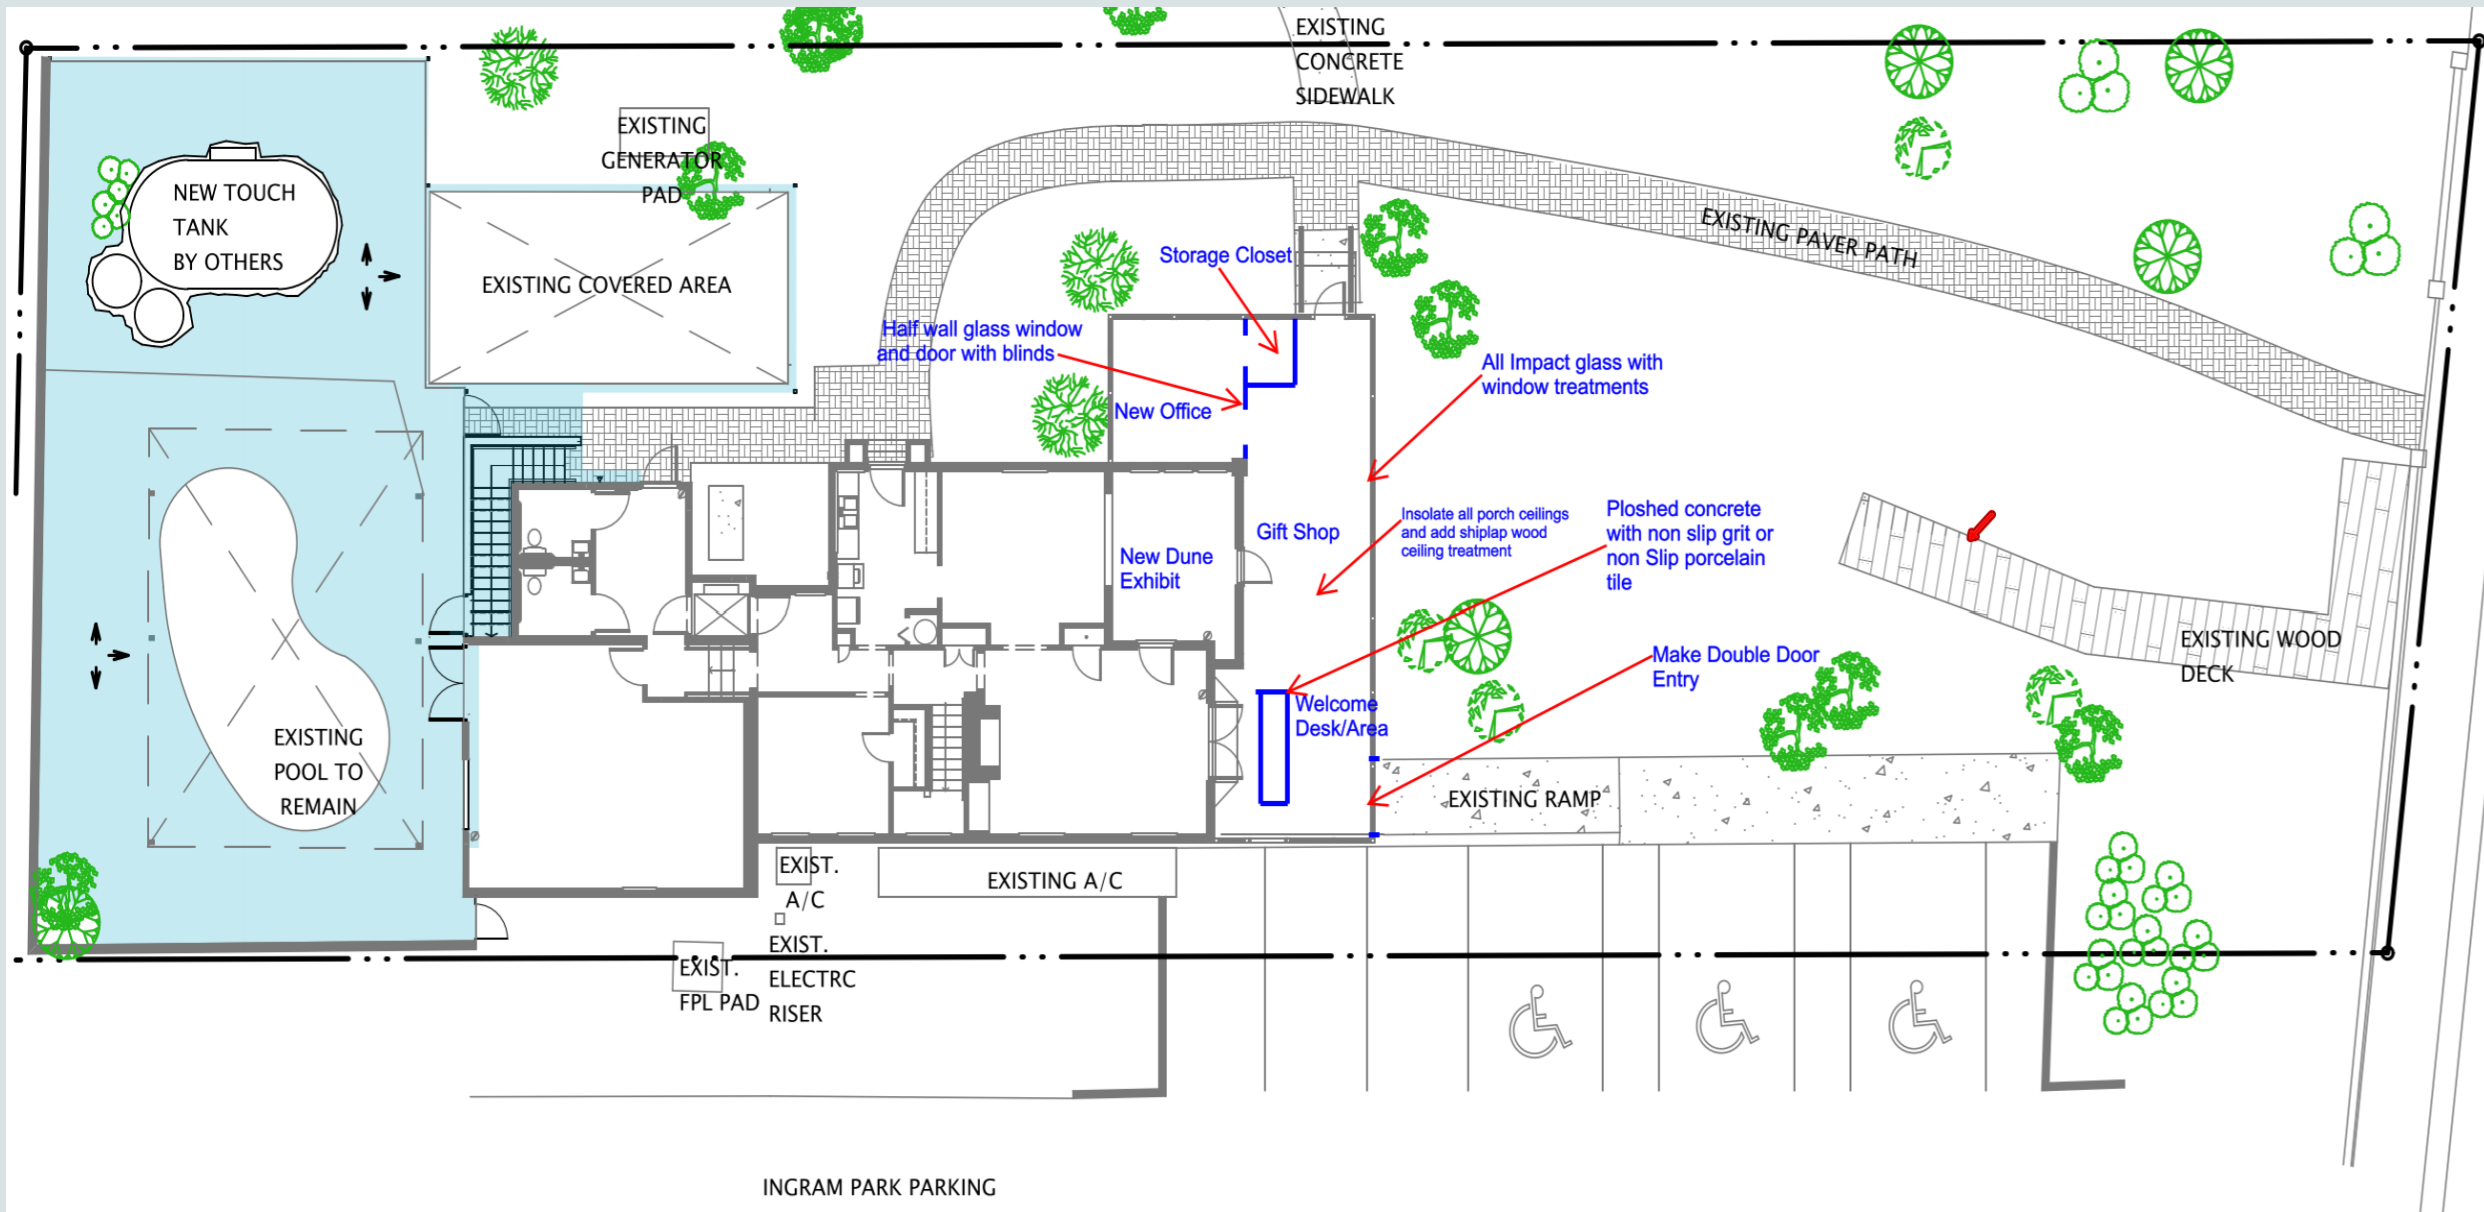 EXISTING
CONCRETE
SIDEWALK
EXISTING
GENERATOR
PAD
NEW TOUCH
TANK
BY OTHERS
EXISTING COVERED AREA
EXISTING PAVER PATH
Storage Closet
Half wall glass window
and door with blinds
New Office
All Impact glass with
window treatments
Insolate all porch ceilings
and add shiplap wood
ceiling treatment
Ploshed concrete
with non slip grit or
non Slip porcelain
tile
Gift Shop
New Dune
Exhibit
EXISTING WOOD
DECK
Make Double Door
Entry
Welcome
Desk/Area
EXISTING
POOL TO
REMAIN
EXISTING RAMP
EXIST.
A/C
EXISTING A/C
EXIST.
ELECTRC
RISER
EXIST.
FPL PAD
INGRAM PARK PARKING